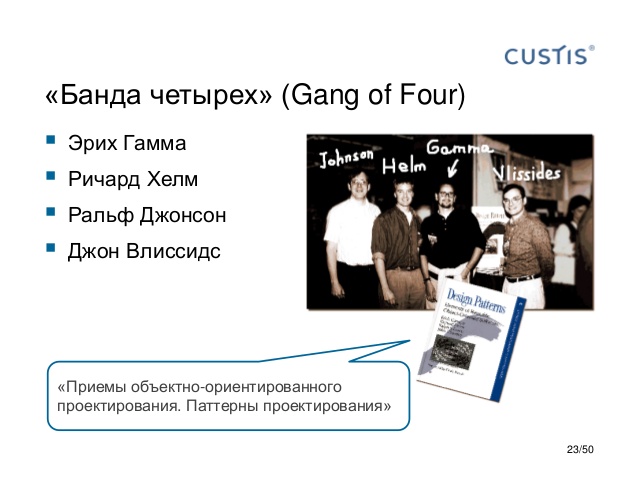 CUSTIS®
«Банда четырех» (Gang of Four)
Эрих Гамма
Ричард Хелм
Ральф Джонсон
Джон Влиссидс
Johnson
Helm
Gamma
Vlissides
Design Patterns
«Приемы объектно-ориентированного
проектирования. Паттерны проектирования»
23/50